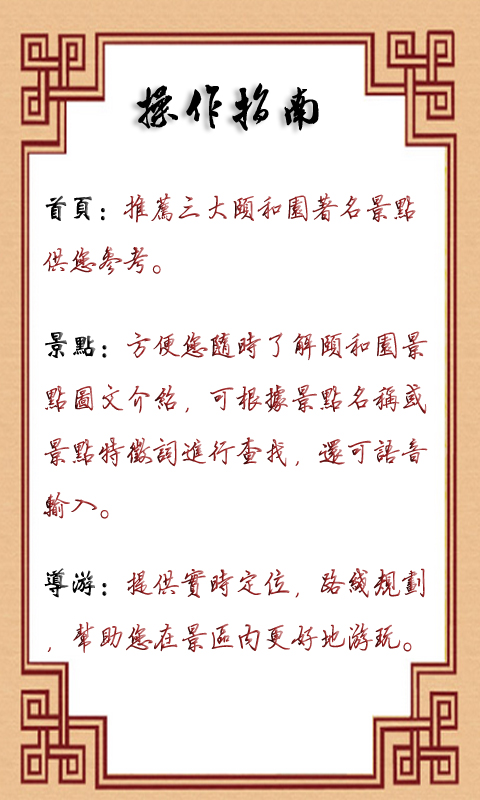 操作指南
首頁：推薦三大頤和園著名景點
供您參考。
景點：方便您隨時了解頤和園景
點圖文介紹，可根據景點名稱或
景點特徵詞進行查找，還可語音
輸入。
導游：提供實時定位，路线規劃
，幫助您在景區內更好地游玩。